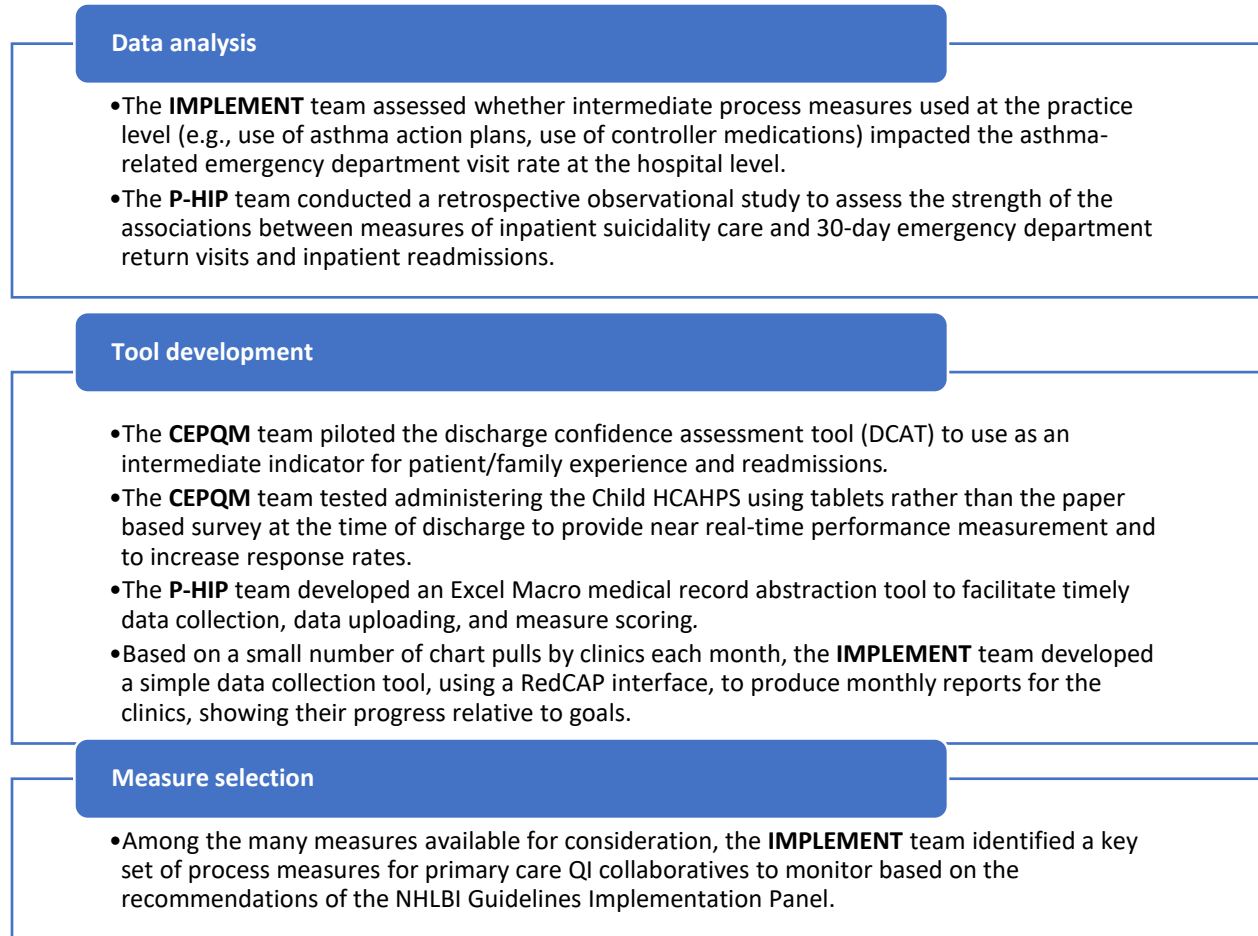 Data analysis
•The IMPLEMENT team assessed whether intermediate process measures used at the practice
level (e.g., use of asthma action plans, use of controller medications) impacted the asthma-
related emergency department visit rate at the hospital level.
•The P-HIP team conducted a retrospective observational study to assess the strength of the
associations between measures of inpatient suicidality care and 30-day emergency department
return visits and inpatient readmissions.
Tool development
•The CEPQM team piloted the discharge confidence assessment tool (DCAT) to use as an
intermediate indicator for patient/family experience and readmissions.
•The CEPQM team tested administering the Child HCAHPS using tablets rather than the paper
based survey at the time of discharge to provide near real-time performance measurement and
to increase response rates.
•The P-HIP team developed an Excel Macro medical record abstraction tool to facilitate timely
data collection, data uploading, and measure scoring.
•Based on a small number of chart pulls by clinics each month, the IMPLEMENT team developed
a simple data collection tool, using a RedCAP interface, to produce monthly reports for the
clinics, showing their progress relative to goals.
Measure selection
•Among the many measures available for consideration, the IMPLEMENT team identified a key
set of process measures for primary care QI collaboratives to monitor based on the
recommendations of the NHLBI Guidelines Implementation Panel.